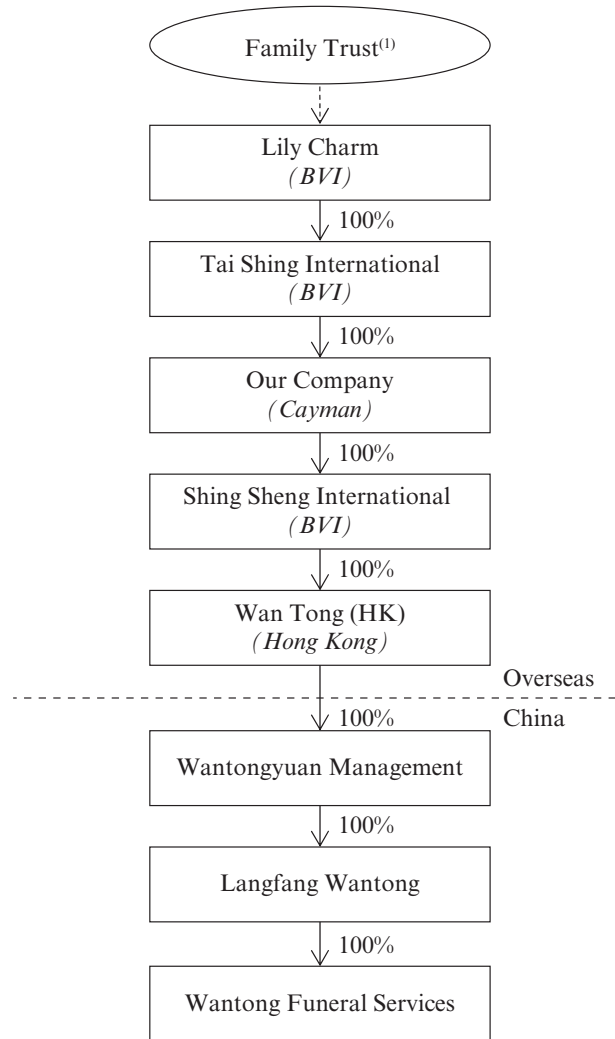 Family Trust(1)
Lily Charm
(BVI)
100%
Tai Shing International
(BVI)
100%
Our Company
(Cayman)
100%
Shing Sheng International
(BVI)
100%
Wan Tong (HK)
(Hong Kong)
Overseas
100%
China
Wantongyuan Management
100%
Langfang Wantong
100%
Wantong Funeral Services